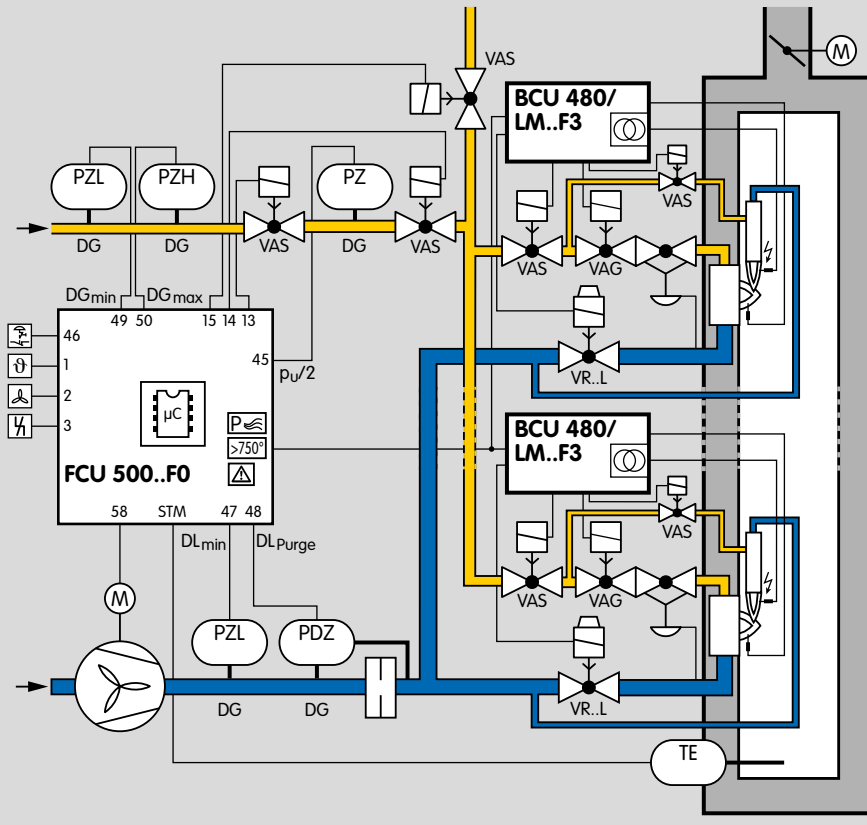 VAS
M
BCU 480/
LM..F3
PZL
PZH
PZ
VAS
DG
DG
VAS
DG
VAS
VAS
VAG
DGmin
DGmax
49
50
15
14
13
46
1
2
3
45
pu/2
VR..L
ϑ
µC
P
>750°
FCU 500..F0
BCU 480/
LM..F3
VAS
58
STM
47
48
DLmin
DLPurge
VAS
VAG
M
PZL
PDZ
DG
DG
VR..L
TE